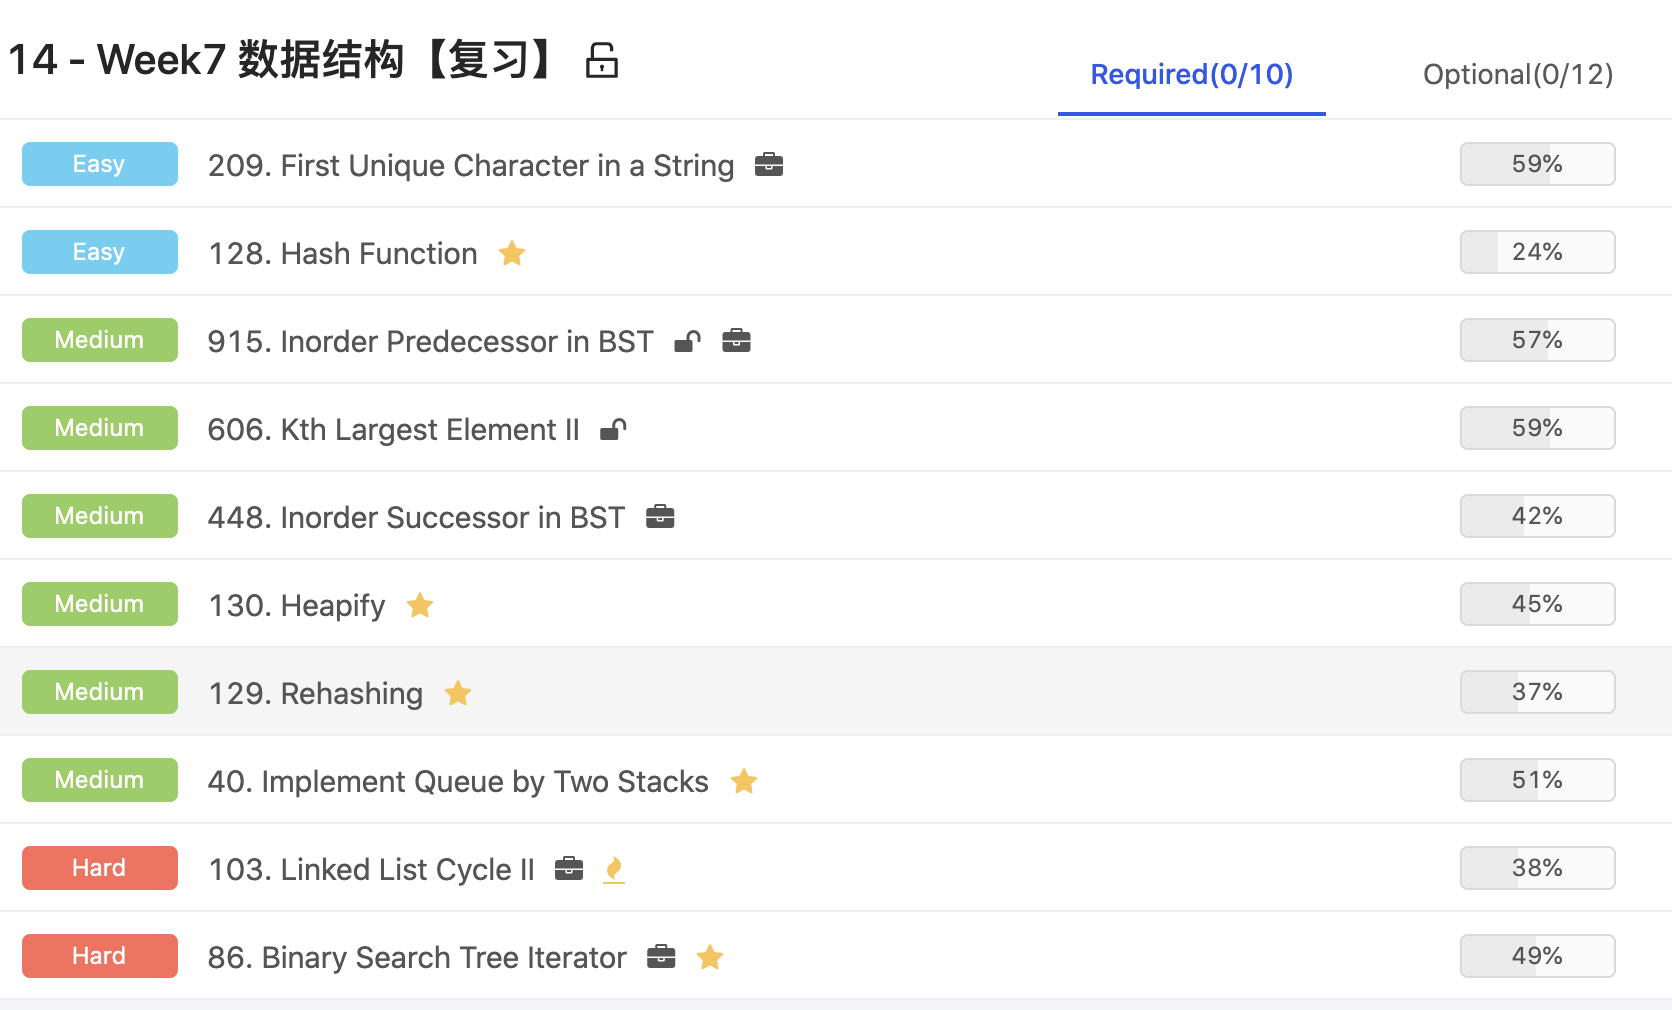 14 - Week7 数据结构【复习】
Required(0/10)
Optional(0/12)
Easy 209. First Unique Character in a String 59%
Easy 128. Hash Function 24%
Medium 915. Inorder Predecessor in BST 57%
Medium 606. Kth Largest Element II 59%
Medium 448. Inorder Successor in BST 42%
Medium 130. Heapify 45%
Medium 129. Rehashing 37%
Medium 40. Implement Queue by Two Stacks 51%
Hard 103. Linked List Cycle II 38%
Hard 86. Binary Search Tree Iterator 49%